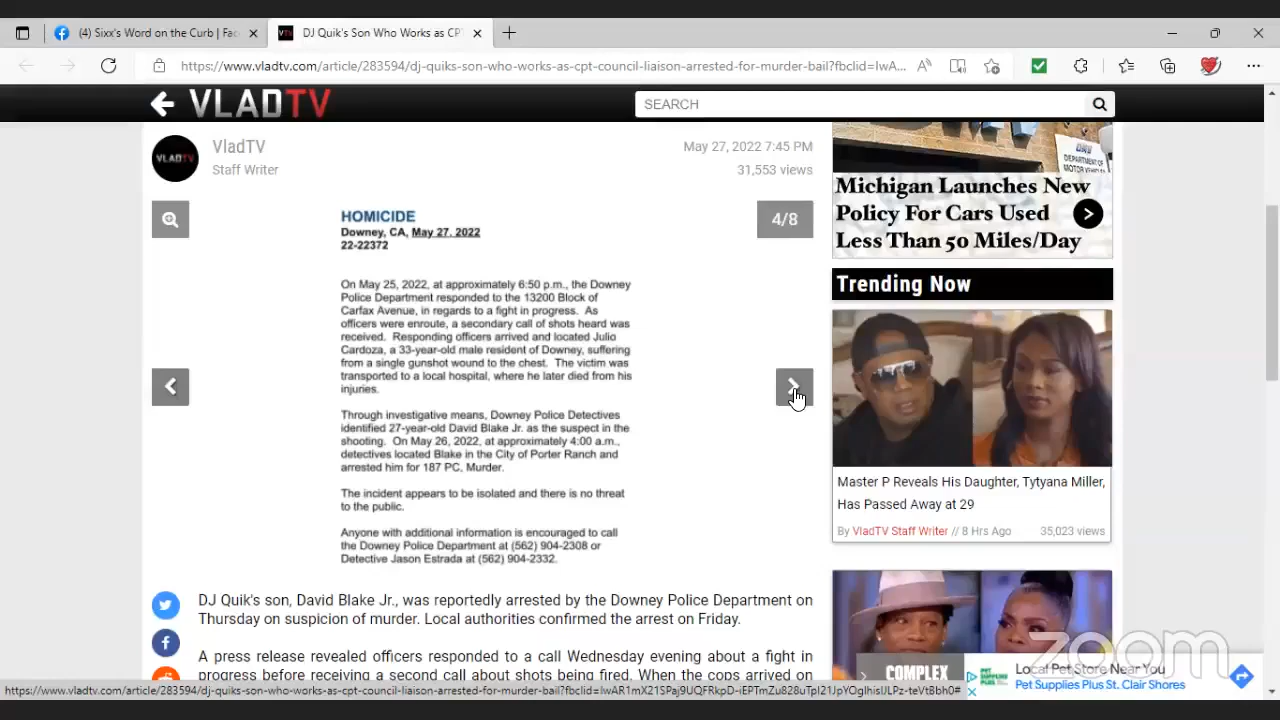 (4) Sixx's Word on the Curb | Fac
DJ Quik's Son Who Works as CP
https://www.vladtv.com/article/283594/dj-quiks-son-who-works-as-cpt-council-liaison-arrested-for-murder-bail?fbclid=IwA...
VLADTV
SEARCH
VLADTV
VladTV
Staff Writer
May 27, 2022 7:45 PM
31,553 views
4/8
HOMICIDE
Downey, CA, May 27, 2022
22-22372
On May 25, 2022, at approximately 6:50 p.m., the Downey
Police Department responded to the 13200 Block of
Carfax Avenue, in regards to a fight in progress. As
officers were enroute, a secondary call of shots heard was
received. Responding officers arrived and located Julio
Cardoza, a 33-year-old male resident of Downey, suffering
from a single gunshot wound to the chest. The victim was
transported to a local hospital, where he later died from his
injuries.
Through investigative means, Downey Police Detectives
identified 27-year-old David Blake Jr. as the suspect in the
shooting. On May 26, 2022, at approximately 4:00 a.m.,
detectives located Blake in the City of Porter Ranch and
arrested him for 187 PC, Murder.
The incident appears to be isolated and there is no threat
to the public.
Anyone with additional information is encouraged to call
the Downey Police Department at (562) 904-2308 or
Detective Jason Estrada at (562) 904-2332.
DJ Quik's son, David Blake Jr., was reportedly arrested by the Downey Police Department on
Thursday on suspicion of murder. Local authorities confirmed the arrest on Friday.
A press release revealed officers responded to a call Wednesday evening about a fight in
progress before receiving a second call about shots being fired. When the cops arrived on
DEPARTMENT OF
MOTOR VEHICLES
Michigan Launches New
Policy For Cars Used
Less Than 50 Miles/Day
Trending Now
Master P Reveals His Daughter, Tytyana Miller,
Has Passed Away at 29
By VladTV Staff Writer // 8 Hrs Ago
35,023 views
COMPLEX
zoom
PET SUPPLIES PLUS
Local Pet Store Near You
Pet Supplies Plus St. Clair Shores